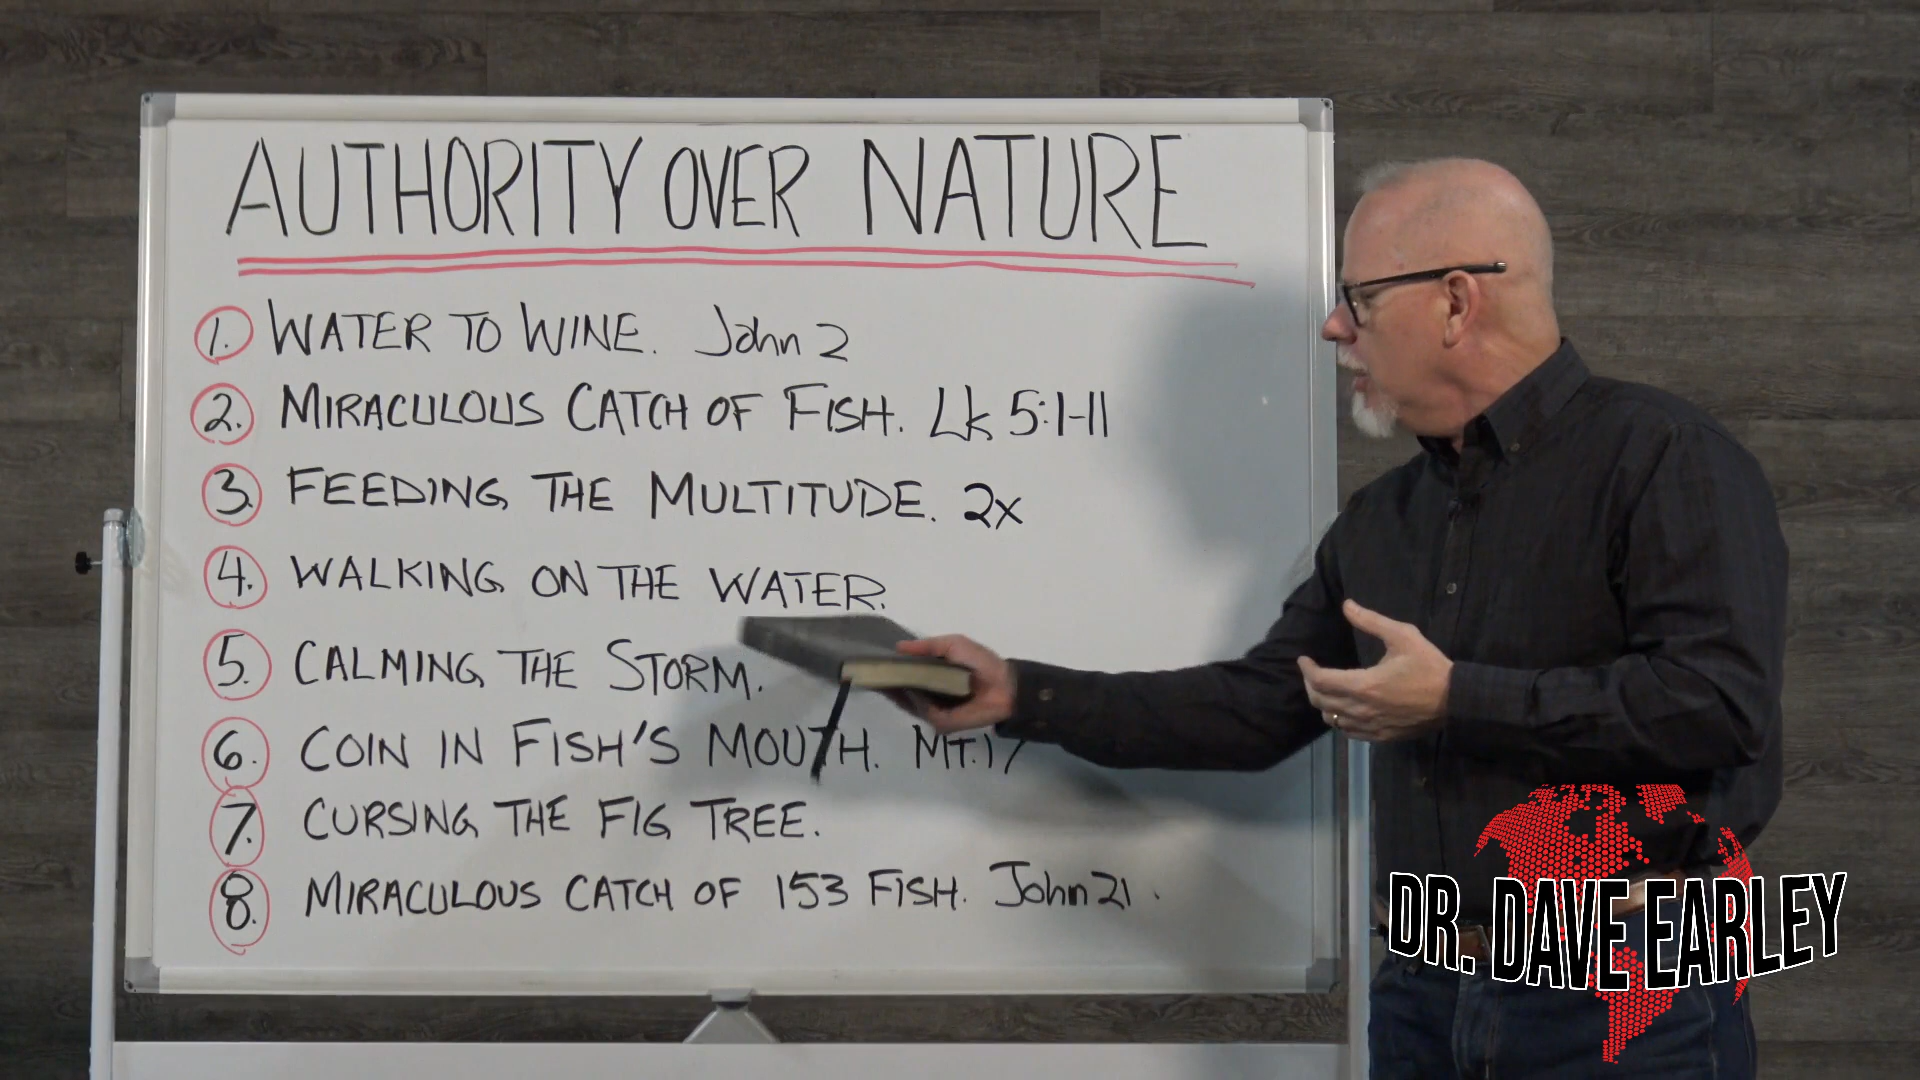 AUTHORITY OVER NATURE
1. WATER TO WINE. John 2
2. MIRACULOUS CATCH OF FISH. Lk 5:1-11
3. FEEDING THE MULTITUDE. 2x
4. WALKING ON THE WATER.
5. CALMING THE STORM.
6. COIN IN FISH'S MOUTH. MT.17
7. CURSING THE FIG TREE.
8. MIRACULOUS CATCH OF 153 FISH. John 21.
DR. DAVE EARLEY